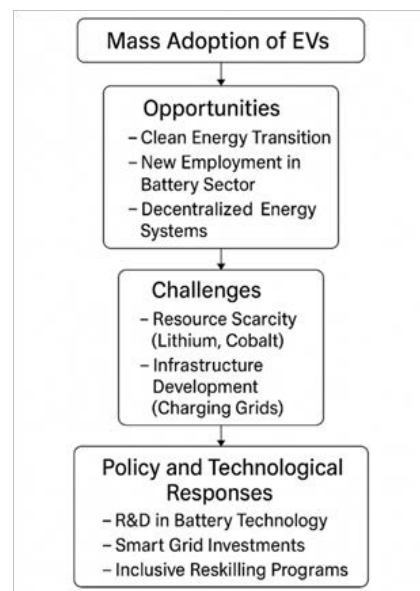 Mass Adoption of EVs
Opportunities
– Clean Energy Transition
– New Employment in
Battery Sector
– Decentralized Energy
Systems
Challenges
– Resource Scarcity
(Lithium, Cobalt)
– Infrastructure
Development
(Charging Grids)
Policy and Technological
Responses
– R&D in Battery Technology
– Smart Grid Investments
– Inclusive Reskilling Programs